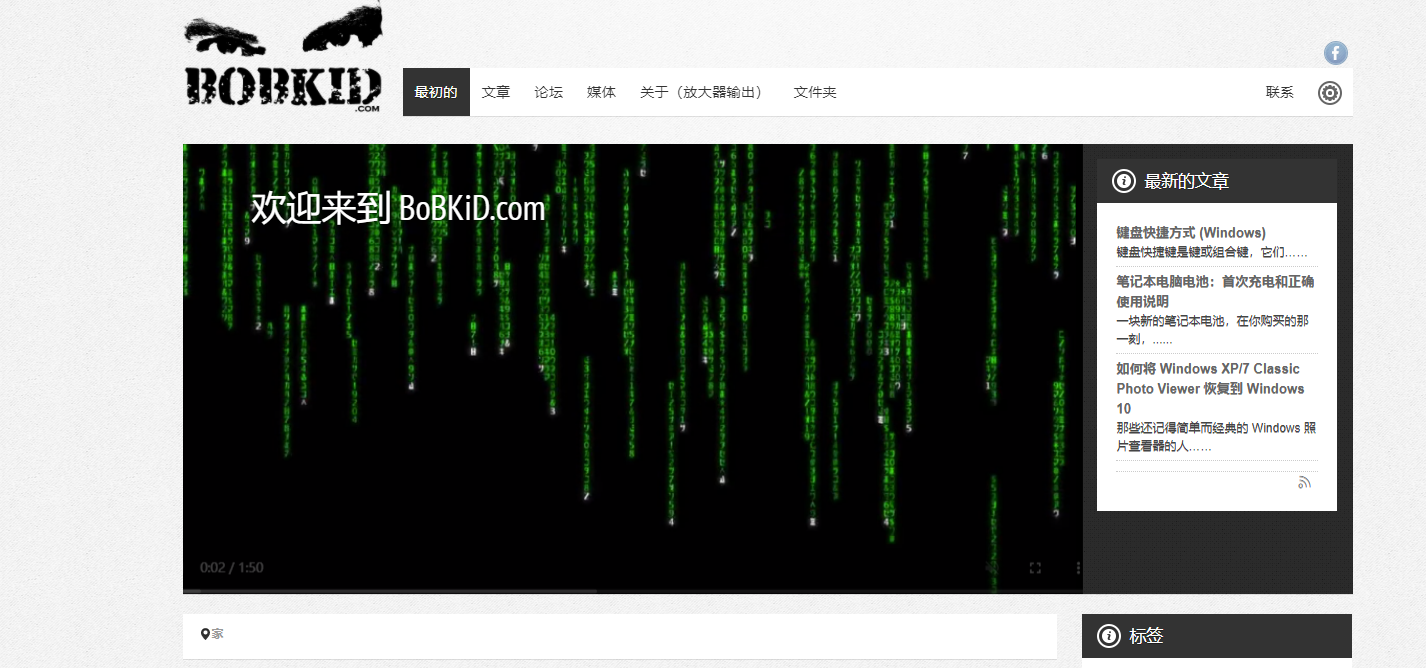 BOBKID
.COM
最初的
文章
论坛
媒体
关于（放大器输出）
文件夹
联系
欢迎来到 BoBKiD.com
0:02 / 1:50
最新的文章
键盘快捷方式 (Windows)
键盘快捷键是键或组合键，它们……
笔记本电脑电池：首次充电和正确
使用说明
一块新的笔记本电池，在你购买的那
一刻，……
如何将 Windows XP/7 Classic
Photo Viewer 恢复到 Windows
10
那些还记得简单而经典的 Windows 照
片查看器的人……
家
标签